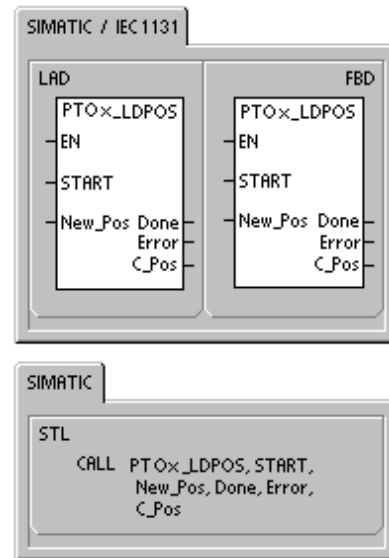 SIMATIC / IEC1131
LAD
FBD
PTOx_LDPOS
EN
START
New_Pos Done
Error
C_Pos
PTOx_LDPOS
EN
START
New_Pos Done
Error
C_Pos
SIMATIC
STL
CALL PTOx_LDPOS, START,
New_Pos, Done, Error,
C_Pos